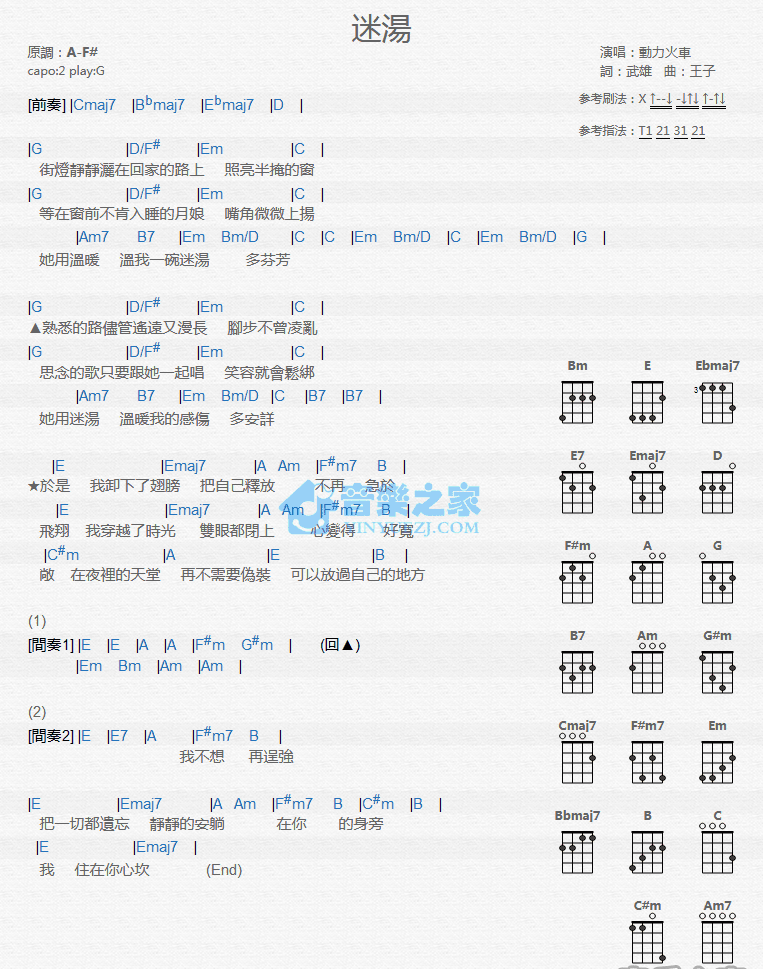 迷湯
原調：A-F#
演唱：動力火車
capo:2 play:G
詞：武雄 曲：王子
参考刷法：X ↑--↓ -↓↑↓ ↑-↑↓
参考指法：T1 21 31 21
[前奏] |Cmaj7 |Bbmaj7 |Ebmaj7 |D |
|G |D/F# |Em |C |
街燈靜靜灑在回家的路上 照亮半掩的窗
|G |D/F# |Em |C |
等在窗前不肯入睡的月娘 嘴角微微上揚
|Am7 B7 |Em Bm/D |C |C |Em Bm/D |C |Em Bm/D |G |
她用溫暖 溫我一碗迷湯 多芬芳
|G |D/F# |Em |C |
▲熟悉的路儘管遙遠又漫長 腳步不曾凌亂
|G |D/F# |Em |C |
思念的歌只要跟她一起唱 笑容就會鬆綁
|Am7 B7 |Em Bm/D |C |B7 |B7 |
她用迷湯 溫暖我的感傷 多安詳
|E |Emaj7 |A Am |F#m7 B |
★於是 我卸下了翅膀 把自己釋放 不再 急於
|E |Emaj7 |A Am |F#m7 B |
飛翔 我穿越了時光 雙眼都閉上 心變得 好寬
|C#m |A |E |B |
敞 在夜裡的天堂 再不需要偽裝 可以放過自己的地方
(1)
[間奏1] |E |E |A |A |F#m G#m | (回▲)
|Em Bm |Am |Am |
(2)
[間奏2] |E |E7 |A |F#m7 B |
我不想 再逞強
|E |Emaj7 |A Am |F#m7 B |C#m |B |
把一切都遺忘 靜靜的安躺 在你 的身旁
|E |Emaj7 |
我 住在你心坎 (End)
Bm E Ebmaj7
3
E7 Emaj7 D
F#m A G
B7 Am G#m
Cmaj7 F#m7 Em
Bbmaj7 B C
C#m Am7
音樂之家